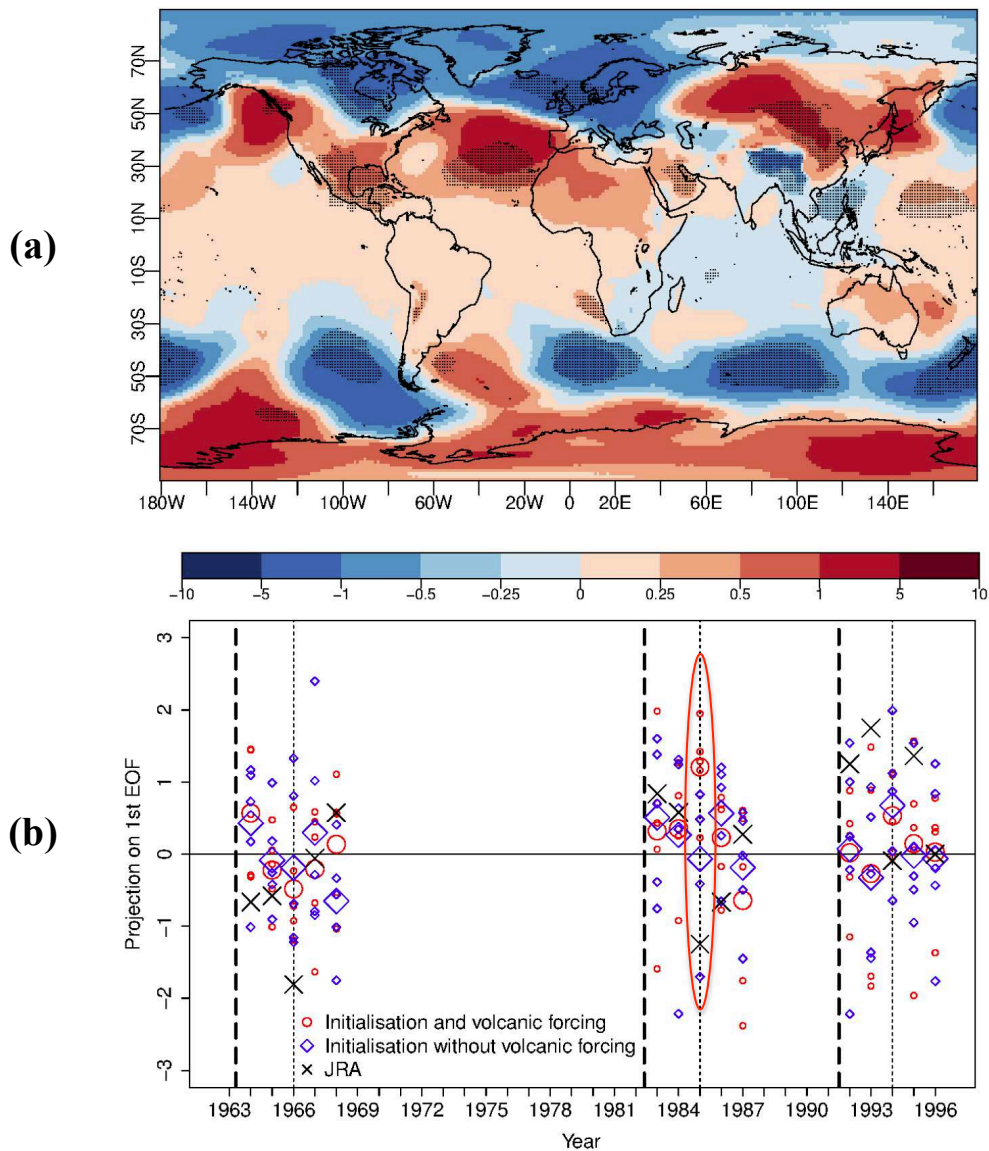 (a)
70N
50N
30N
10N
10S
30S
50S
70S
180W 140W 100W 60W 20W 0 20E 60E 100E 140E
−10 −5 −1 −0.5 −0.25 0 0.25 0.5 1 5 10
(b)
Projection on 1st EOF
3
2
1
0
−1
−2
−3
Initialisation and volcanic forcing
Initialisation without volcanic forcing
JRA
1963 1966 1969 1972 1975 1978 1981 1984 1987 1990 1993 1996
Year